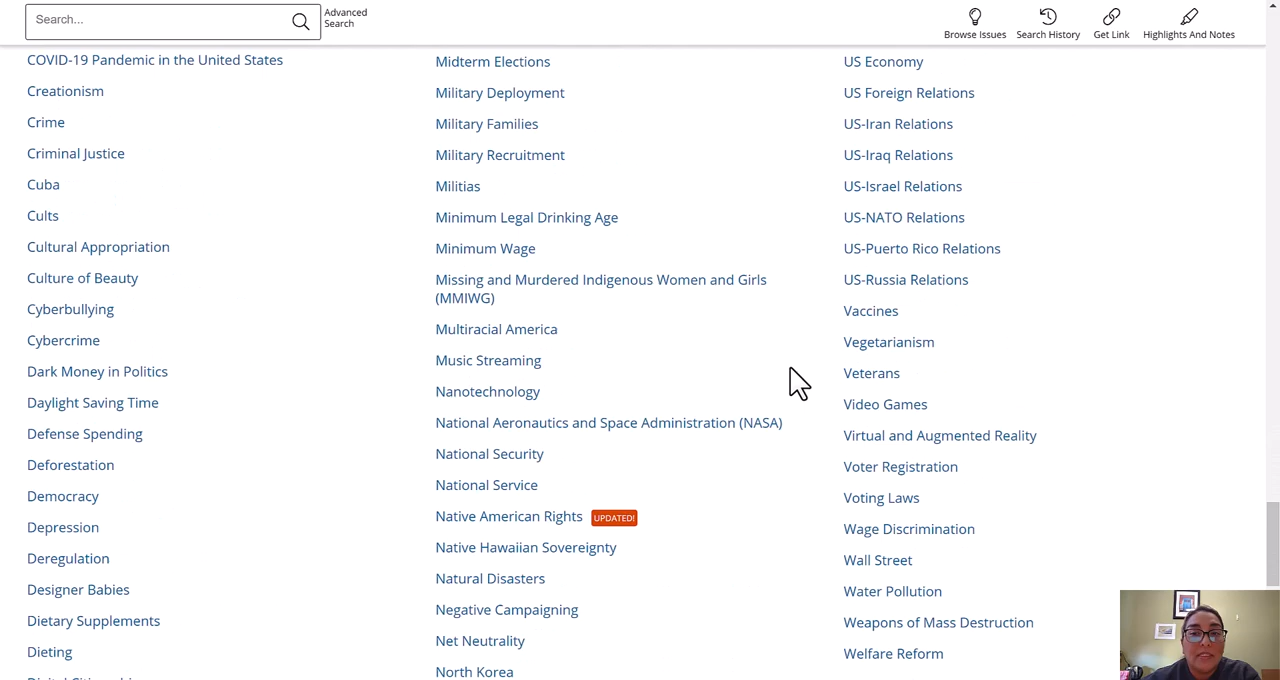 Search...
Advanced
Search
Browse Issues
Search History
Get Link
Highlights And Notes
COVID-19 Pandemic in the United States
Creationism
Crime
Criminal Justice
Cuba
Cults
Cultural Appropriation
Culture of Beauty
Cyberbullying
Cybercrime
Dark Money in Politics
Daylight Saving Time
Defense Spending
Deforestation
Democracy
Depression
Deregulation
Designer Babies
Dietary Supplements
Dieting
Midterm Elections
Military Deployment
Military Families
Military Recruitment
Militias
Minimum Legal Drinking Age
Minimum Wage
Missing and Murdered Indigenous Women and Girls
(MMIWG)
Multiracial America
Music Streaming
Nanotechnology
National Aeronautics and Space Administration (NASA)
National Security
National Service
Native American Rights UPDATED!
Native Hawaiian Sovereignty
Natural Disasters
Negative Campaigning
Net Neutrality
North Korea
US Economy
US Foreign Relations
US-Iran Relations
US-Iraq Relations
US-Israel Relations
US-NATO Relations
US-Puerto Rico Relations
US-Russia Relations
Vaccines
Vegetarianism
Veterans
Video Games
Virtual and Augmented Reality
Voter Registration
Voting Laws
Wage Discrimination
Wall Street
Water Pollution
Weapons of Mass Destruction
Welfare Reform